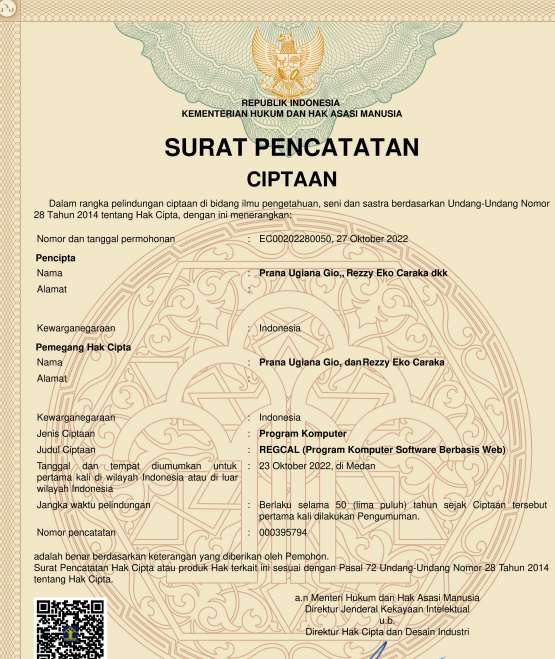 REPUBLIK INDONESIA
KEMENTERIAN HUKUM DAN HAK ASASI MANUSIA
SURAT PENCATATAN
CIPTAAN
Dalam rangka pelindungan ciptaan di bidang ilmu pengetahuan, seni dan sastra berdasarkan Undang-Undang Nomor
28 Tahun 2014 tentang Hak Cipta, dengan ini menerangkan:
Nomor dan tanggal permohonan : EC00202280050, 27 Oktober 2022
Pencipta
Nama : Prana Ugiana Gio,, Rezzy Eko Caraka dkk
Alamat :
Kewarganegaraan : Indonesia
Pemegang Hak Cipta
Nama : Prana Ugiana Gio, dan Rezzy Eko Caraka
Alamat :
Kewarganegaraan : Indonesia
Jenis Ciptaan : Program Komputer
Judul Ciptaan : REGCAL (Program Komputer Software Berbasis Web)
Tanggal dan tempat diumumkan untuk : 23 Oktober 2022, di Medan
pertama kali di wilayah Indonesia atau di luar
wilayah Indonesia
Jangka waktu pelindungan : Berlaku selama 50 (lima puluh) tahun sejak Ciptaan tersebut
pertama kali dilakukan Pengumuman.
Nomor pencatatan : 000395794
adalah benar berdasarkan keterangan yang diberikan oleh Pemohon.
Surat Pencatatan Hak Cipta atau produk Hak terkait ini sesuai dengan Pasal 72 Undang-Undang Nomor 28 Tahun 2014
tentang Hak Cipta.
a.n Menteri Hukum dan Hak Asasi Manusia
Direktur Jenderal Kekayaan Intelektual
u.b.
Direktur Hak Cipta dan Desain Industri